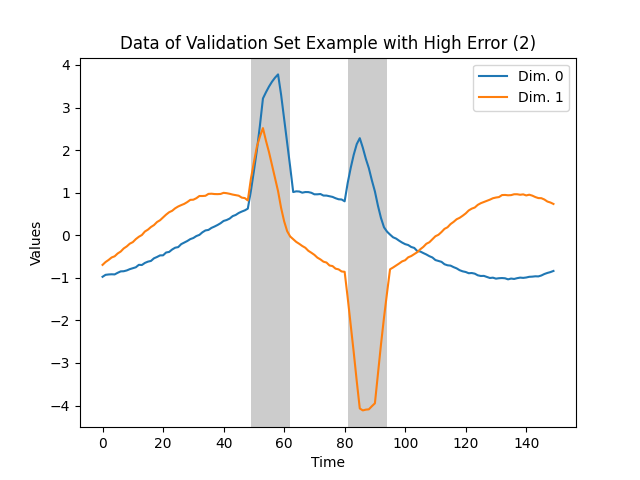 Data of Validation Set Example with High Error (2)
Dim. 0
Dim. 1
Values
4
3
2
1
0
−1
−2
−3
−4
0 20 40 60 80 100 120 140
Time